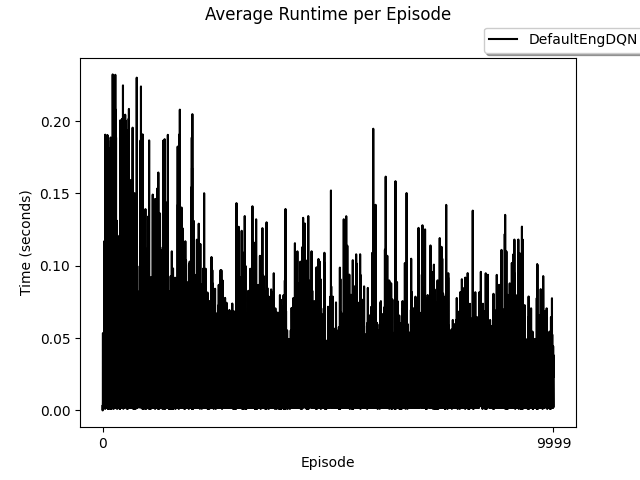 Average Runtime per Episode
DefaultEngDQN
0.20
0.15
0.10
0.05
0.00
Time (seconds)
0
9999
Episode